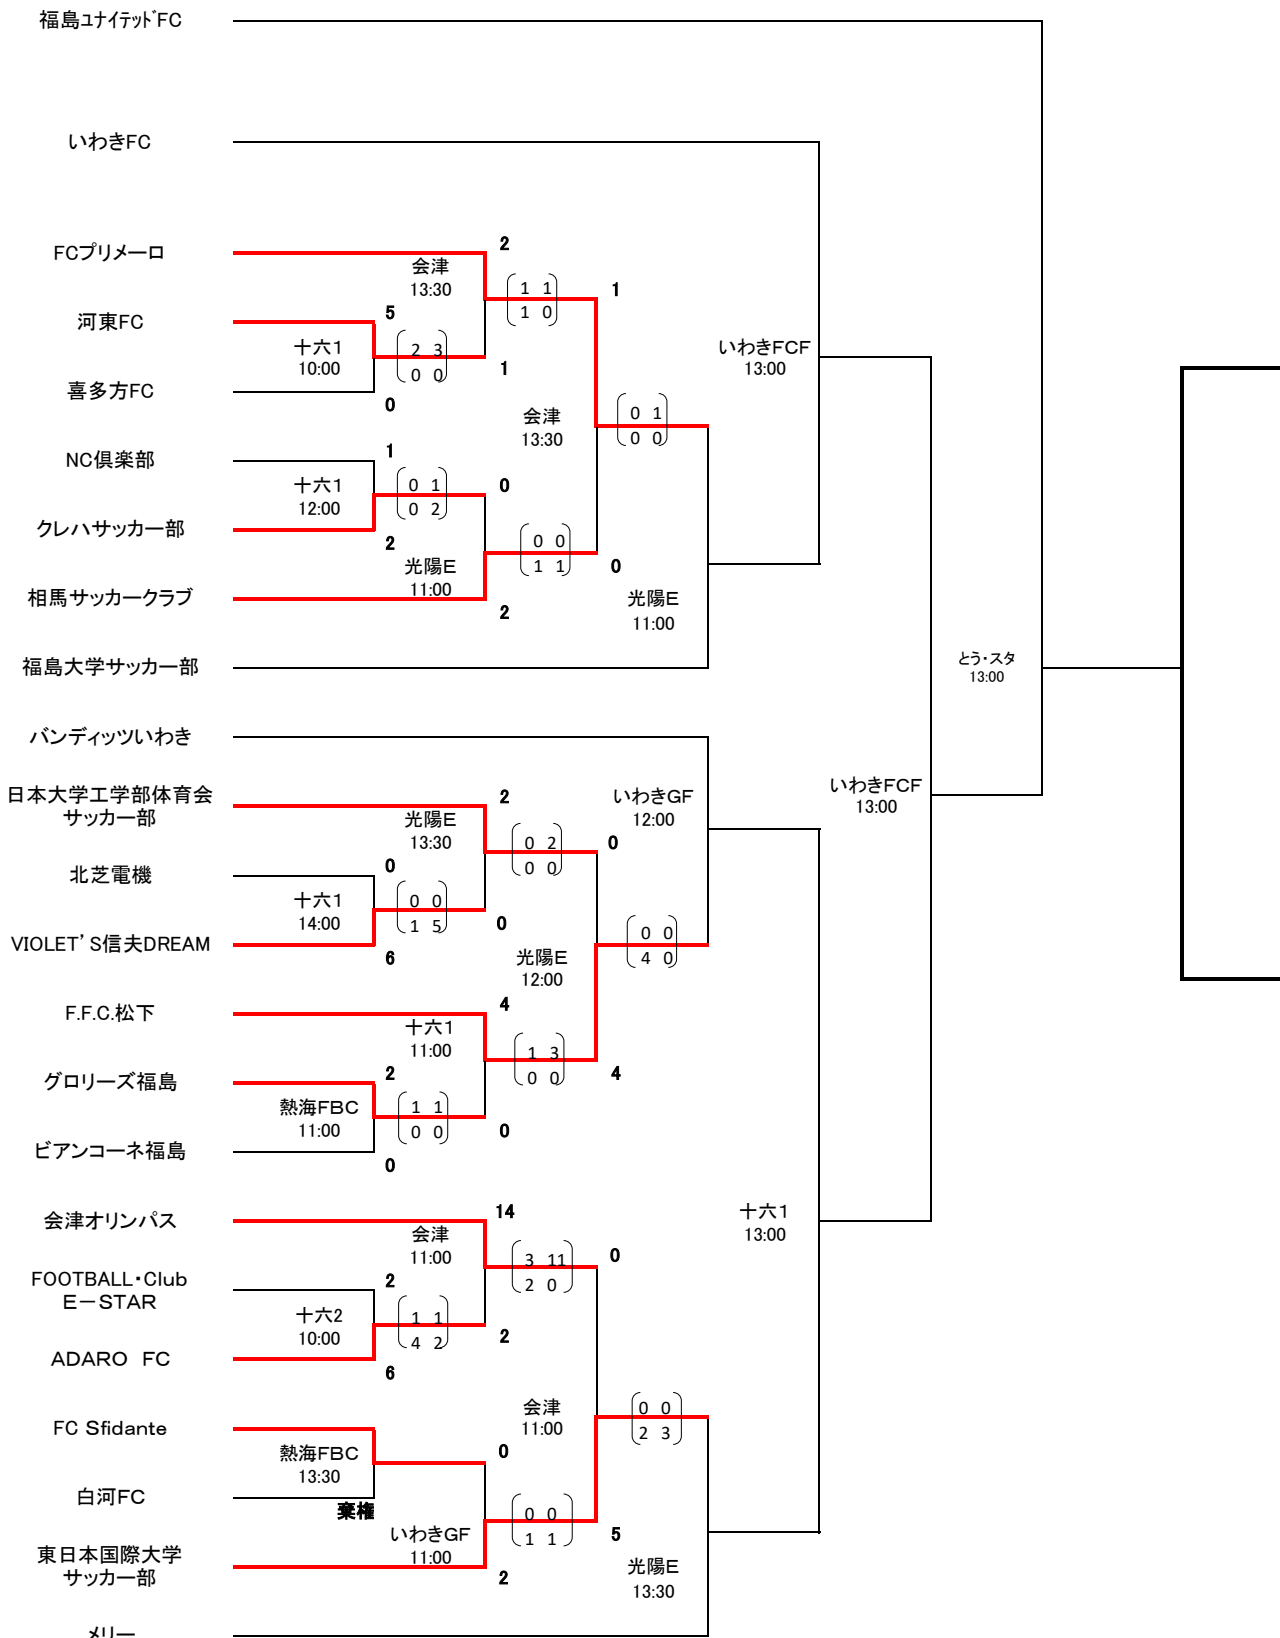 福島ユナイテッドFC
いわきFC
FCプリメーロ
2
会津
13:30
1 1
1 0
1
河東FC
5
十六1
10:00
2 3
0 0
1
いわきFCF
13:00
喜多方FC
0
会津
13:30
0 1
0 0
NC倶楽部
1
十六1
12:00
0 1
0 2
0
クレハサッカー部
2
光陽E
11:00
0 0
1 1
0
相馬サッカークラブ
2
光陽E
11:00
福島大学サッカー部
とう・スタ
13:00
バンディッツいわき
日本大学工学部体育会
サッカー部
2
いわきGF
12:00
いわきFCF
13:00
光陽E
13:30
0 2
0 0
0
北芝電機
0
十六1
14:00
0 0
1 5
0
VIOLET'S信夫DREAM
6
光陽E
12:00
0 0
4 0
F.F.C.松下
4
十六1
11:00
1 3
0 0
4
グロリーズ福島
2
熱海FBC
11:00
1 1
0 0
0
ビアンコーネ福島
0
会津オリンパス
14
十六1
13:00
会津
11:00
3 11
2 0
0
FOOTBALL・Club
E-STAR
2
十六2
10:00
1 1
4 2
2
ADARO FC
6
会津
11:00
0 0
2 3
FC Sfidante
熱海FBC
13:30
0
白河FC
棄権
いわきGF
11:00
0 0
1 1
5
東日本国際大学
サッカー部
2
光陽E
13:30
メリー